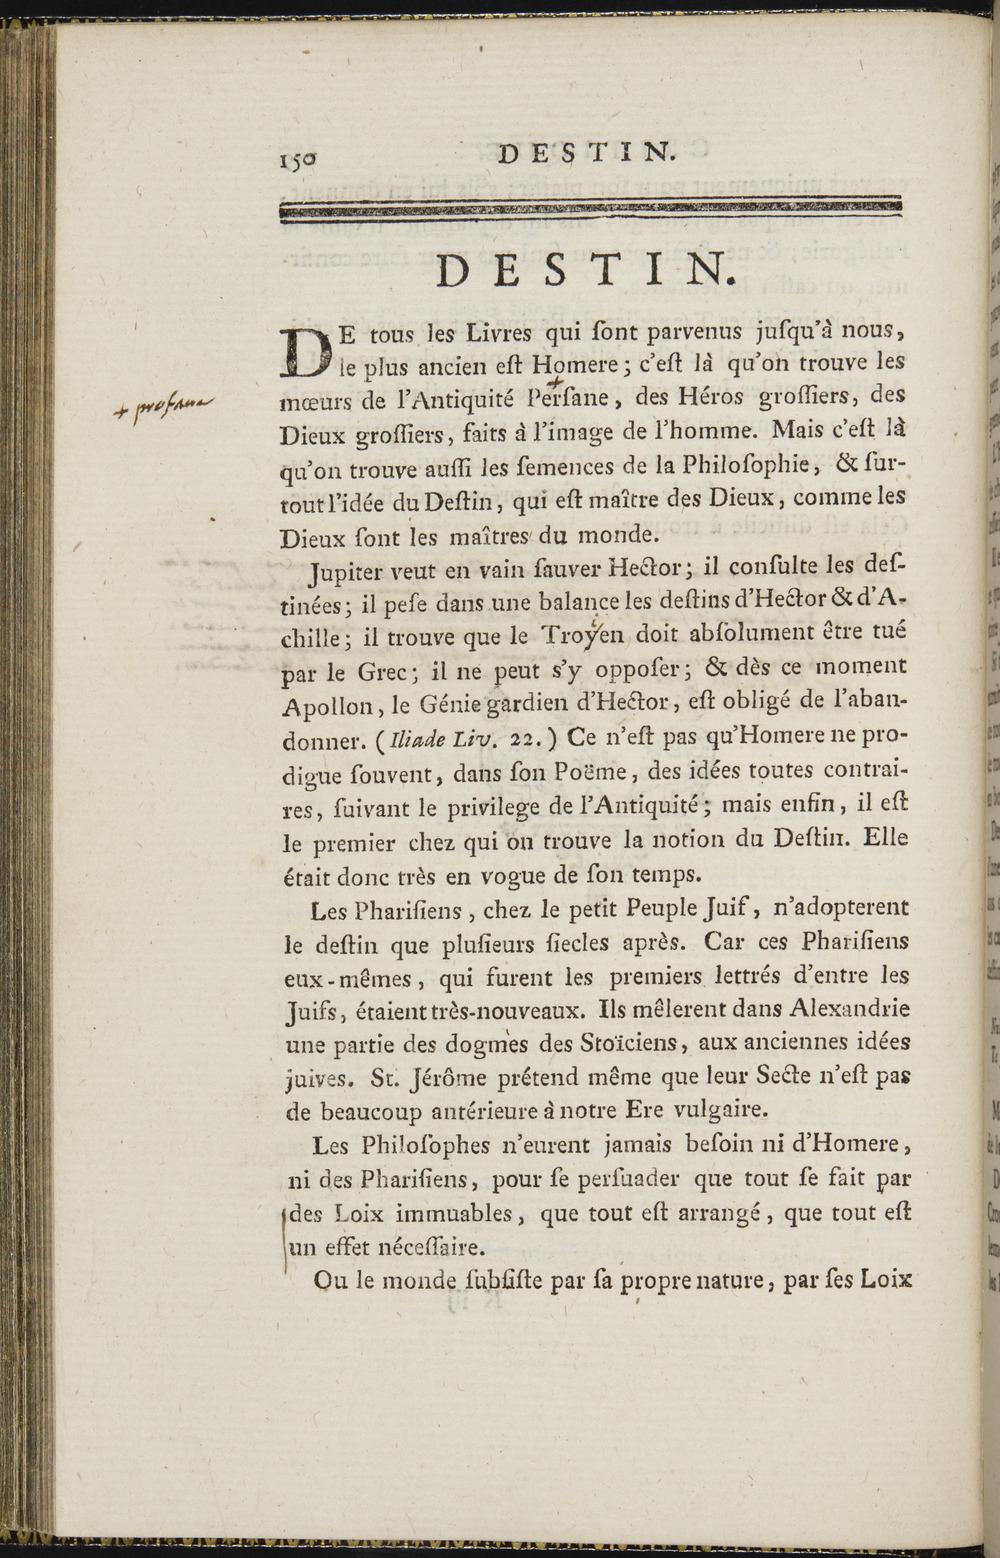 150 DESTIN.
DESTIN.
DE tous les Livres qui ſont parvenus juſqu'à nous,
le plus ancien eſt Homere; c'eſt là qu'on trouve les
+ profane
mœurs de l'Antiquité Perſane, des Héros groſſiers, des
Dieux groſſiers, faits à l'image de l'homme. Mais c'eſt là
qu'on trouve auſſi les ſemences de la Philoſophie, & ſur-
tout l'idée du Deſtin, qui eſt maître des Dieux, comme les
Dieux ſont les maîtres du monde.
Jupiter veut en vain ſauver Hector; il conſulte les deſ-
tinées; il peſe dans une balance les deſtins d'Hector & d'A-
chille; il trouve que le Troyen doit abſolument être tué
par le Grec; il ne peut s'y oppoſer; & dès ce moment
Apollon, le Génie gardien d'Hector, eſt obligé de l'aban-
donner. (Iliade Liv. 22.) Ce n'eſt pas qu'Homere ne pro-
digue ſouvent, dans ſon Poëme, des idées toutes contrai-
res, ſuivant le privilege de l'Antiquité; mais enfin, il eſt
le premier chez qui on trouve la notion du Deſtin. Elle
était donc très en vogue de ſon temps.
Les Phariſiens, chez le petit Peuple Juif, n'adopterent
le deſtin que pluſieurs ſiecles après. Car ces Phariſiens
eux-mêmes, qui furent les premiers lettrés d'entre les
Juifs, étaient très-nouveaux. Ils mêlerent dans Alexandrie
une partie des dogmes des Stoïciens, aux anciennes idées
juives. St. Jérôme prétend même que leur Secte n'eſt pas
de beaucoup antérieure à notre Ere vulgaire.
Les Philoſophes n'eurent jamais beſoin ni d'Homere,
ni des Phariſiens, pour ſe perſuader que tout ſe fait par
des Loix immuables, que tout eſt arrangé, que tout eſt
un effet néceſſaire.
Ou le monde ſubſiſte par ſa propre nature, par ſes Loix